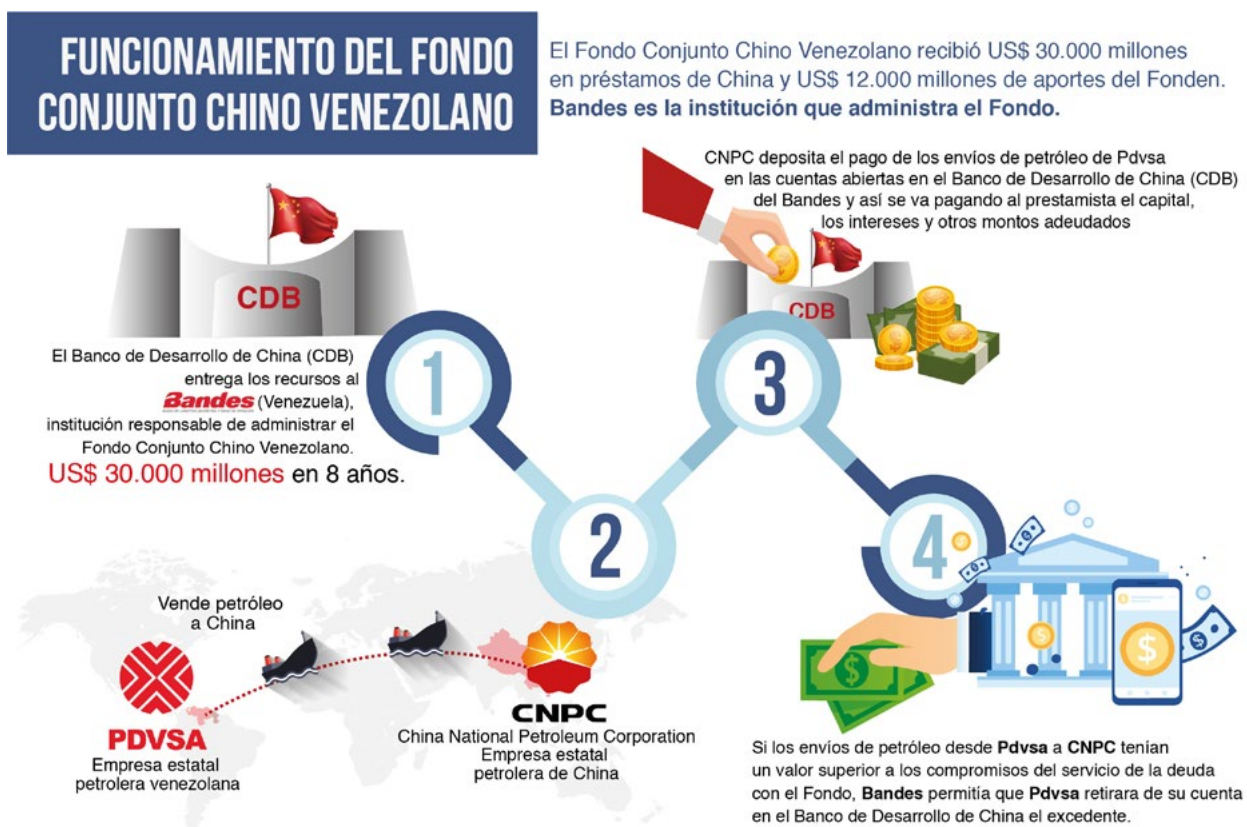 FUNCIONAMIENTO DEL FONDO
CONJUNTO CHINO VENEZOLANO
El Fondo Conjunto Chino Venezolano recibió US$ 30.000 millones
en préstamos de China y US$ 12.000 millones de aportes del Fonden.
Bandes es la institución que administra el Fondo.
CDB
1
El Banco de Desarrollo de China (CDB)
entrega los recursos al
Bandes (Venezuela),
institución responsable de administrar el
Fondo Conjunto Chino Venezolano.
US$ 30.000 millones en 8 años.
2
Vende petróleo
a China
PDVSA
Empresa estatal
petrolera venezolana
CNPC
China National Petroleum Corporation
Empresa estatal
petrolera de China
CNPC deposita el pago de los envíos de petróleo de Pdvsa
en las cuentas abiertas en el Banco de Desarrollo de China (CDB)
del Bandes y así se va pagando al prestamista el capital,
los intereses y otros montos adeudados
CDB
3
4
Si los envíos de petróleo desde Pdvsa a CNPC tenían
un valor superior a los compromisos del servicio de la deuda
con el Fondo, Bandes permitía que Pdvsa retirara de su cuenta
en el Banco de Desarrollo de China el excedente.